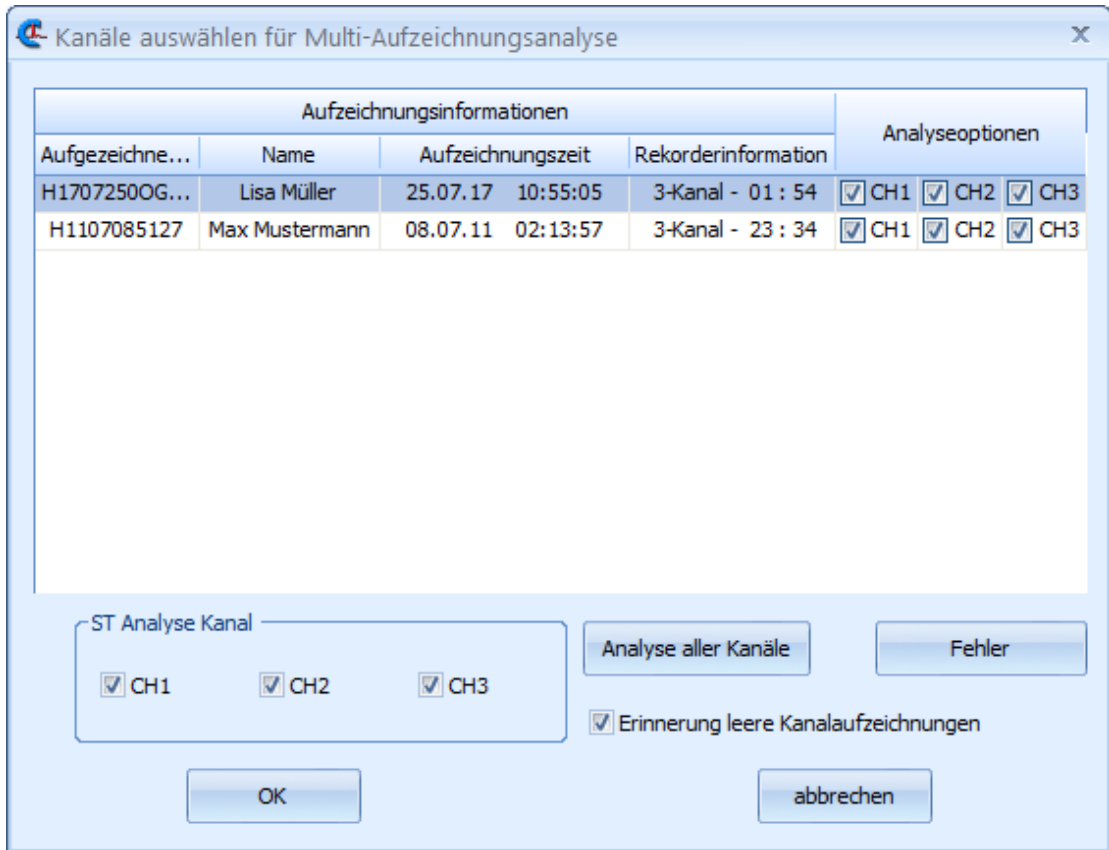 Kanäle auswählen für Multi-Aufzeichnungsanalyse
Aufzeichnungsinformationen Analyseoptionen
Aufgezeichne... Name Aufzeichnungszeit Rekorderinformation
H1707250OG... Lisa Müller 25.07.17 10:55:05 3-Kanal - 01 : 54 CH1 CH2 CH3
H1107085127 Max Mustermann 08.07.11 02:13:57 3-Kanal - 23 : 34 CH1 CH2 CH3
ST Analyse Kanal
CH1 CH2 CH3
Analyse aller Kanäle Fehler
Erinnerung leere Kanalaufzeichnungen
OK abbrechen